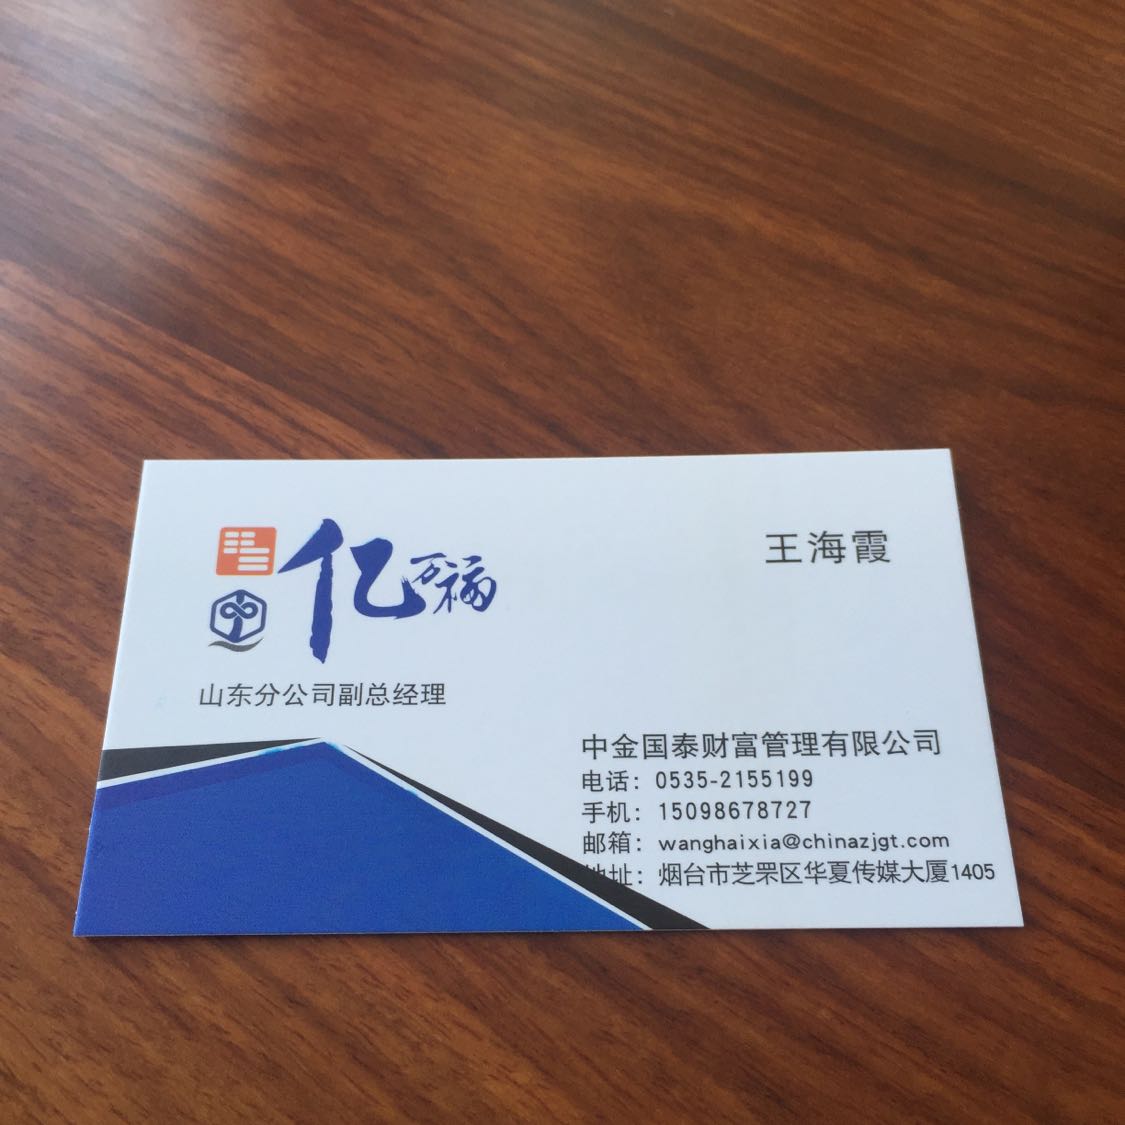 亿万福
王海霞
山东分公司副总经理
中金国泰财富管理有限公司
电话：0535-2155199
手机：15098678727
邮箱：wanghaixia@chinazjgt.com
地址：烟台市芝罘区华夏传媒大厦1405